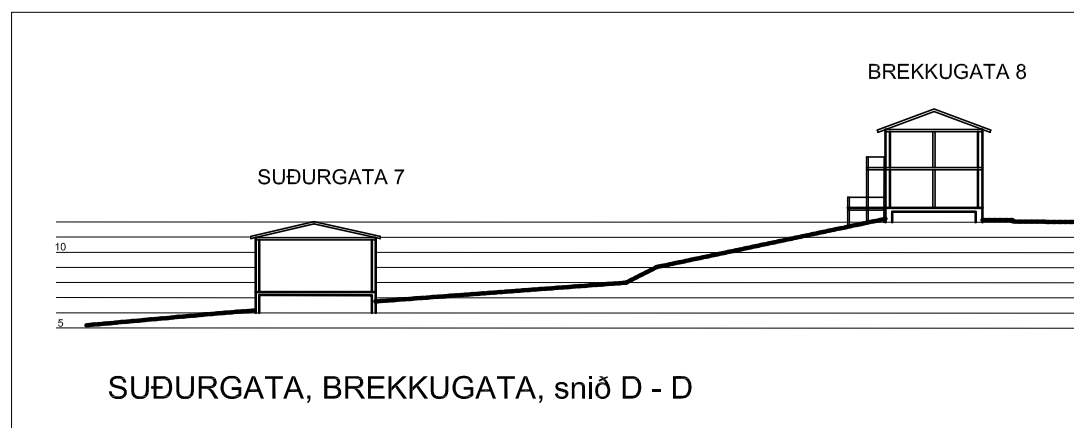 BREKKUGATA 8
SUÐURGATA 7
10
5
SUÐURGATA, BREKKUGATA, snið D - D